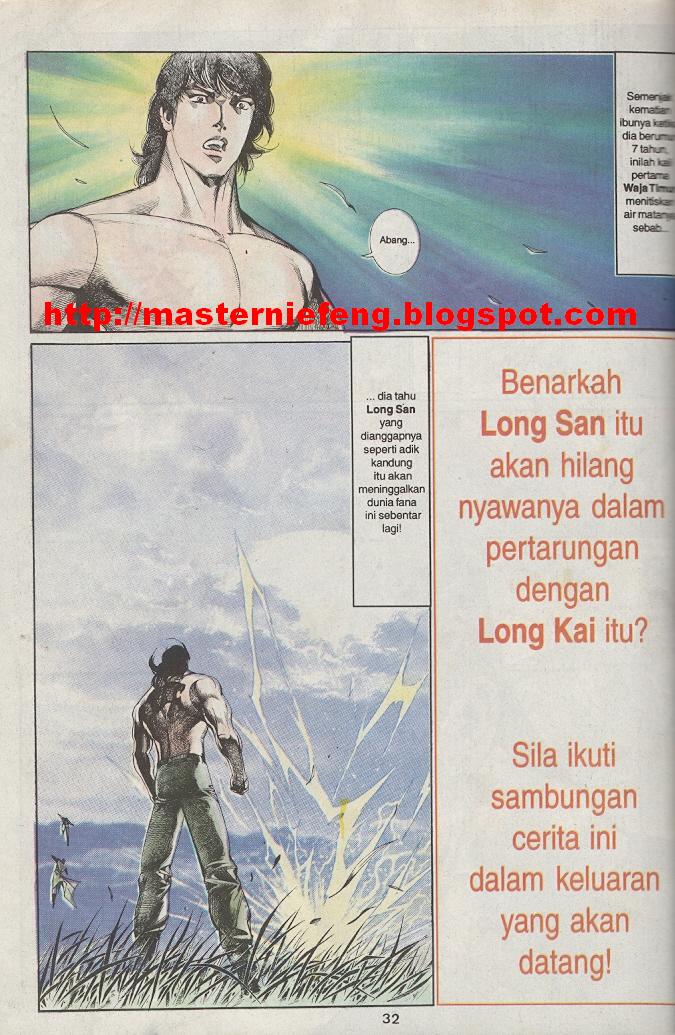 Semenjak
kematian
ibunya ketika
dia berumur
7 tahun,
inilah kali
pertama
Waja Timur
menitiskan
air matanya
sebab...
Abang...
http://masterniefeng.blogspot.com
... dia tahu
Long San
yang
dianggapnya
seperti adik
kandung
itu akan
meninggalkan
dunia fana
ini sebentar
lagi!
Benarkah
Long San itu
akan hilang
nyawanya dalam
pertarungan
dengan
Long Kai itu?
Sila ikuti
sambungan
cerita ini
dalam keluaran
yang akan
datang!
32